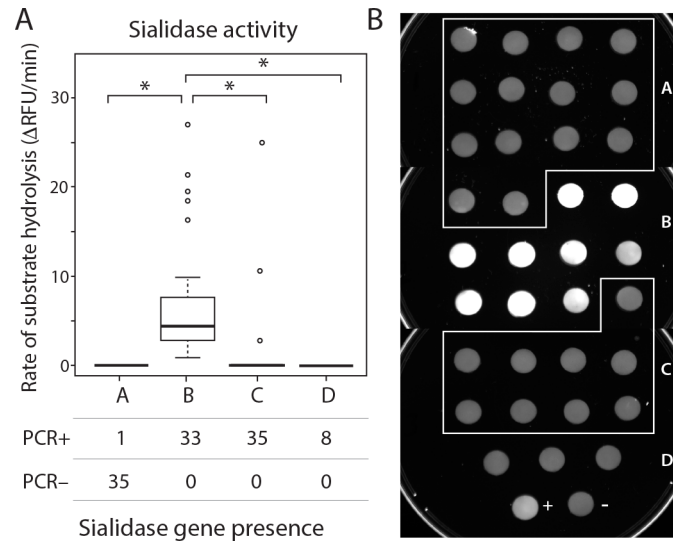 A
B
Sialidase activity
*
*
*
Rate of substrate hydrolysis (ΔRFU/min)
30
20
10
0
A B C D
PCR+ 1 33 35 8
PCR– 35 0 0 0
Sialidase gene presence
A
B
C
D
+ -